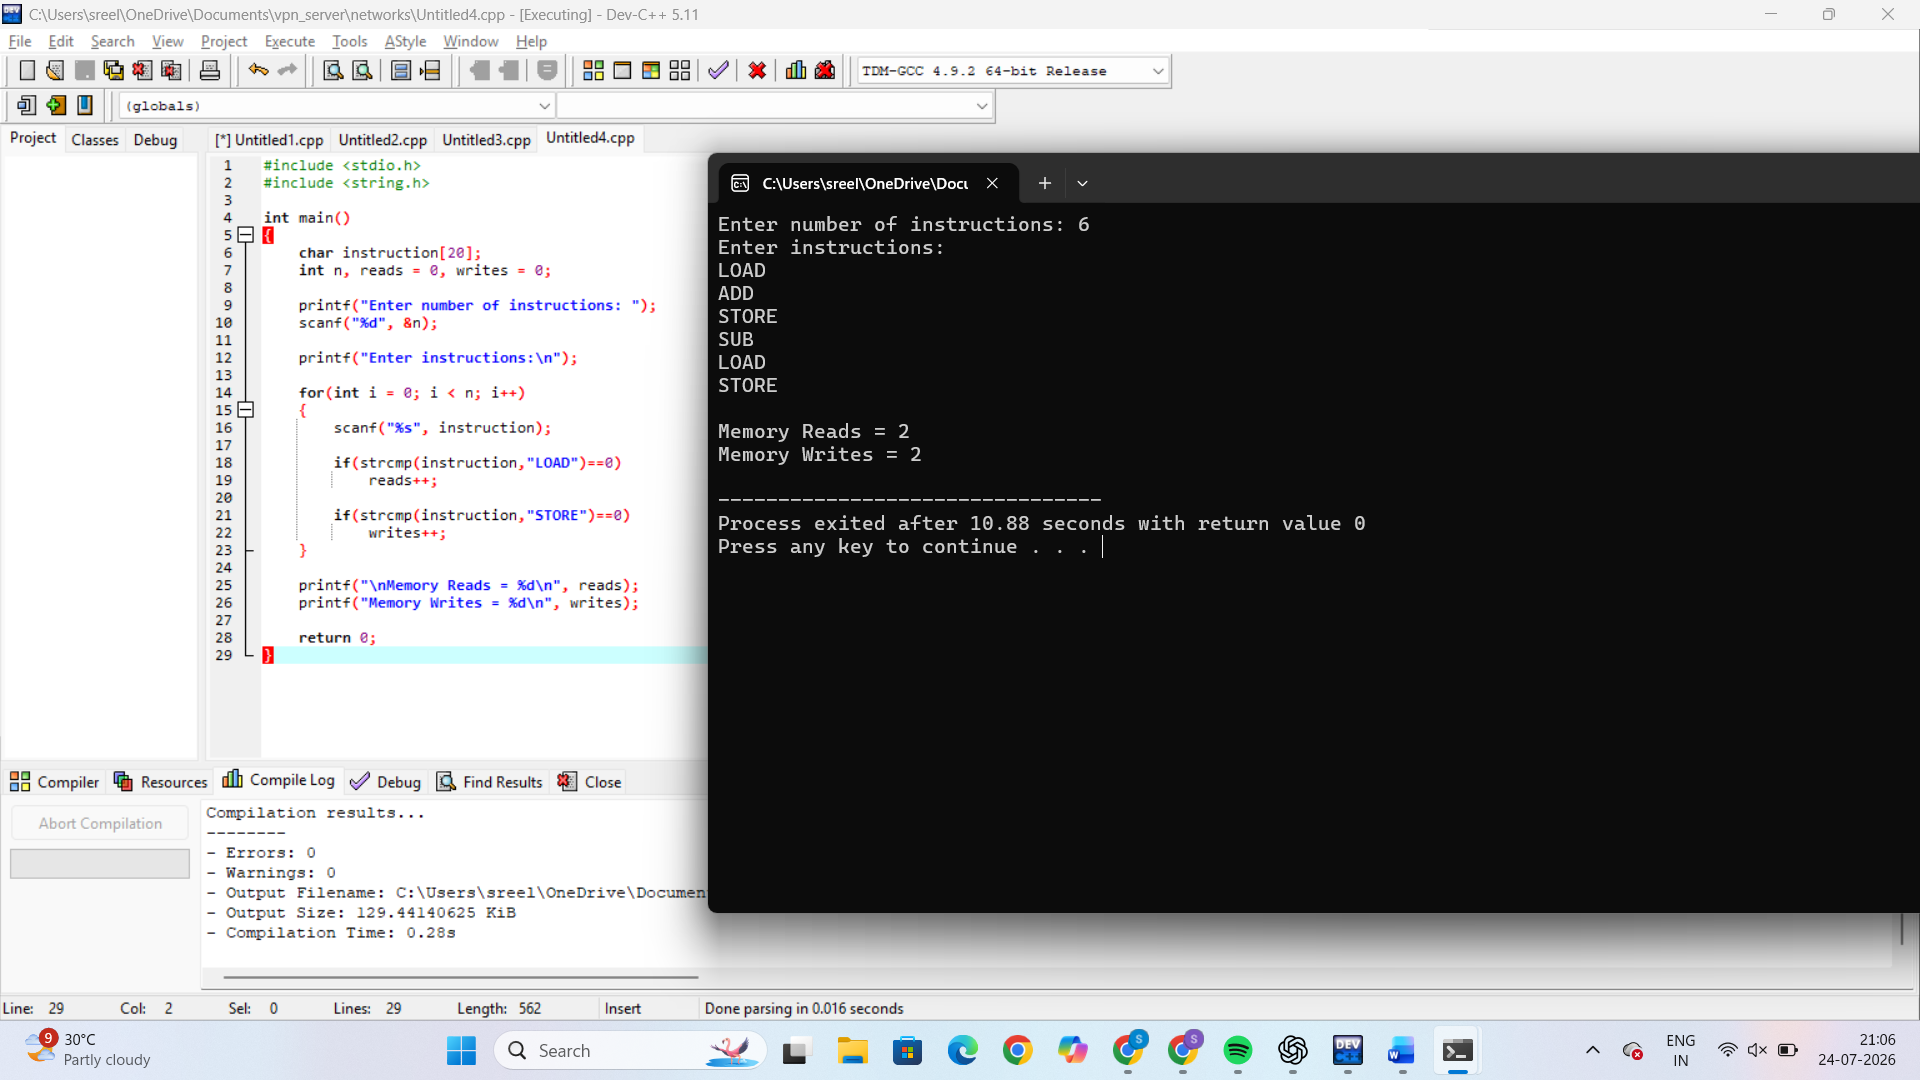 C:\Users\sreel\OneDrive\Documents\vpn_server\networks\Untitled4.cpp - [Executing] - Dev-C++ 5.11
File Edit Search View Project Execute Tools AStyle Window Help
TDM-GCC 4.9.2 64-bit Release
(globals)
Project Classes Debug
[*] Untitled1.cpp Untitled2.cpp Untitled3.cpp Untitled4.cpp
1 #include <stdio.h>
2 #include <string.h>
3
4 int main()
5 {
6 char instruction[20];
7 int n, reads = 0, writes = 0;
8
9 printf("Enter number of instructions: ");
10 scanf("%d", &n);
11
12 printf("Enter instructions:\n");
13
14 for(int i = 0; i < n; i++)
15 {
16 scanf("%s", instruction);
17
18 if(strcmp(instruction,"LOAD")==0)
19 reads++;
20
21 if(strcmp(instruction,"STORE")==0)
22 writes++;
23 }
24
25 printf("\nMemory Reads = %d\n", reads);
26 printf("Memory Writes = %d\n", writes);
27
28 return 0;
29 }
C:\Users\sreel\OneDrive\Docu
Enter number of instructions: 6
Enter instructions:
LOAD
ADD
STORE
SUB
LOAD
STORE
Memory Reads = 2
Memory Writes = 2
--------------------------------
Process exited after 10.88 seconds with return value 0
Press any key to continue . . .
Compiler Resources Compile Log Debug Find Results Close
Abort Compilation
Compilation results...
--------
- Errors: 0
- Warnings: 0
- Output Filename: C:\Users\sreel\OneDrive\Documen
- Output Size: 129.44140625 KiB
- Compilation Time: 0.28s
Line: 29 Col: 2 Sel: 0 Lines: 29 Length: 562 Insert Done parsing in 0.016 seconds
9
30°C
Partly cloudy
Search
S
S
DEV
C++
W
ENG
IN
21:06
24-07-2026